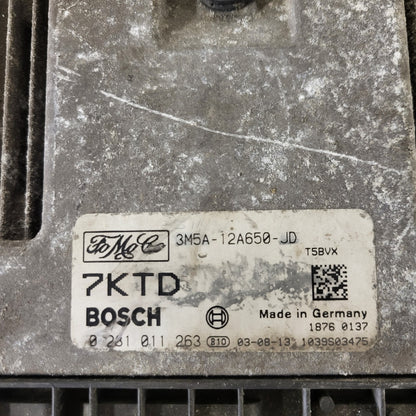 FoMoCo 3M5A-12A650-JD
T5BVX
7KTD
BOSCH
Made in Germany
1876 0137
0 281 011 263 B10 03-08-13 1039S03475